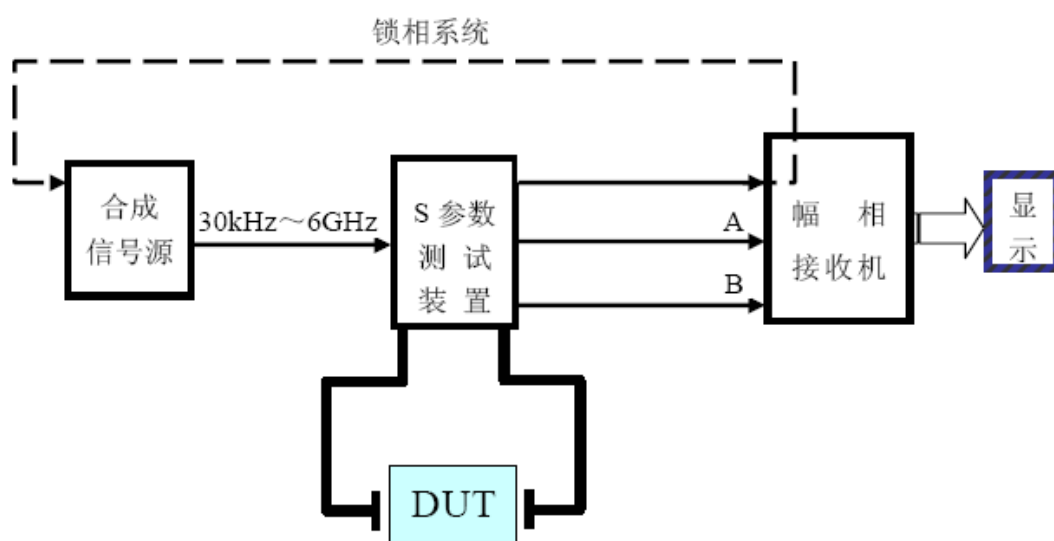 锁相系统
合成
信号源
30kHz～6GHz
S 参数
测 试
装 置
A
B
幅 相
接收机
显
示
DUT